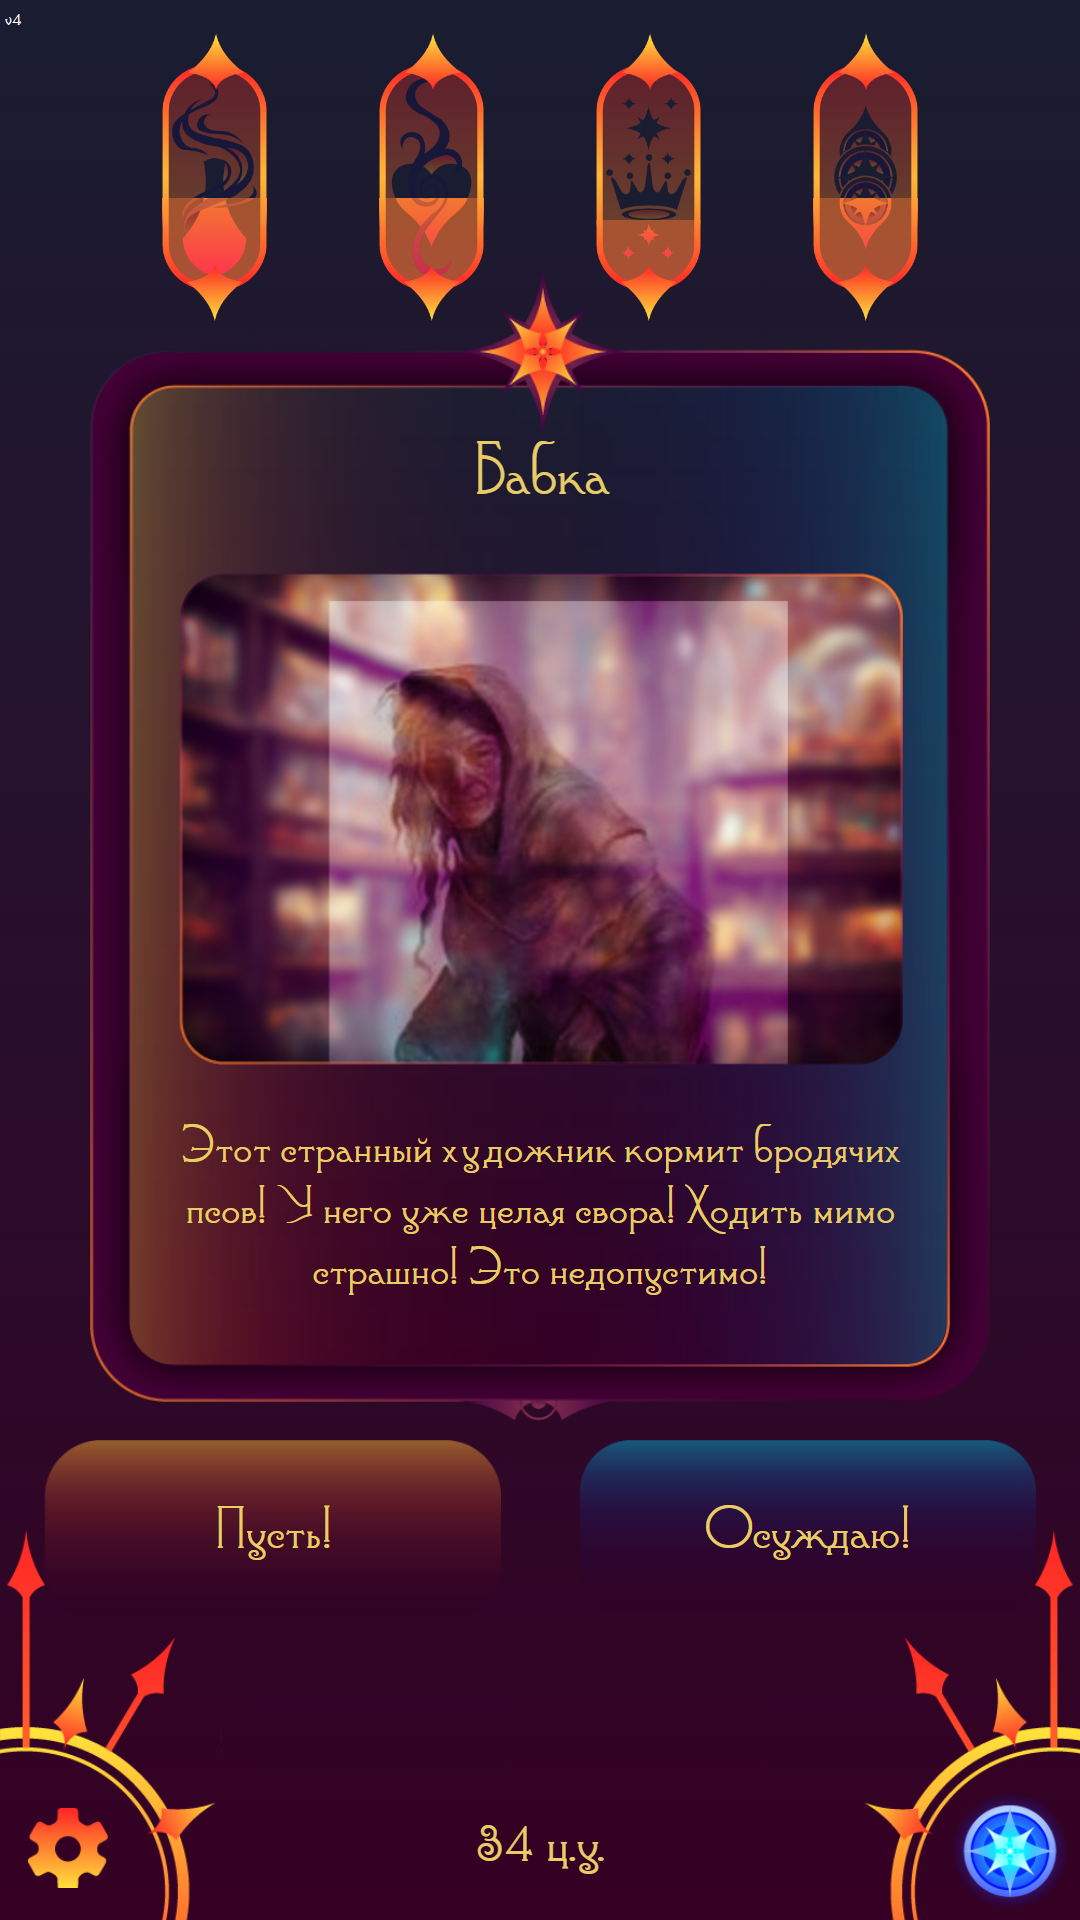 v4
Бабка
Этот странный художник кормит бродячих
псов! У него уже целая свора! Ходить мимо
страшно! Это недопустимо!
Пусть!
Осуждаю!
34 ц.у.